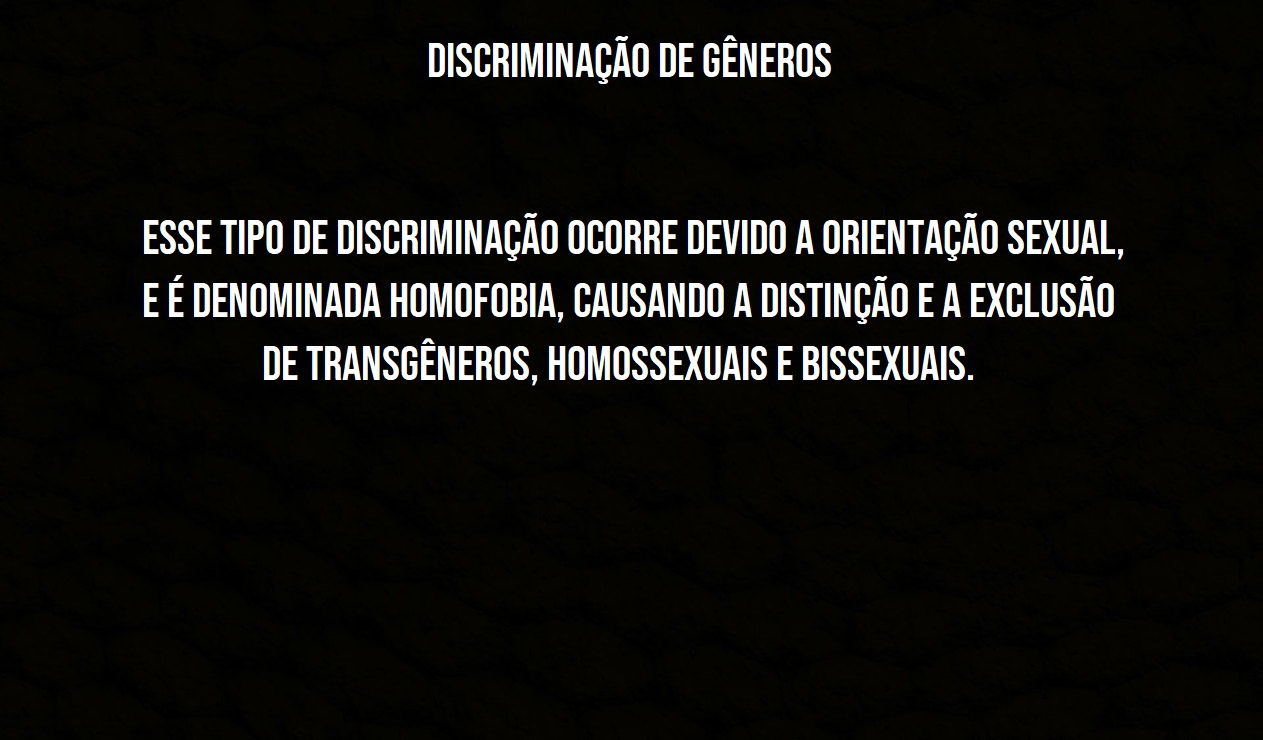 DISCRIMINAÇÃO DE GÊNEROS
ESSE TIPO DE DISCRIMINAÇÃO OCORRE DEVIDO A ORIENTAÇÃO SEXUAL,
E É DENOMINADA HOMOFOBIA, CAUSANDO A DISTINÇÃO E A EXCLUSÃO
DE TRANSGÊNEROS, HOMOSSEXUAIS E BISSEXUAIS.